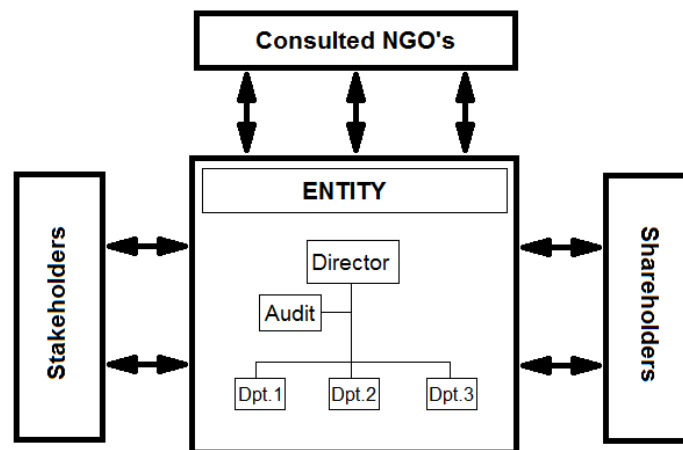 Consulted NGO's
ENTITY
Stakeholders
Shareholders
Director
Audit
Dpt.1
Dpt.2
Dpt.3